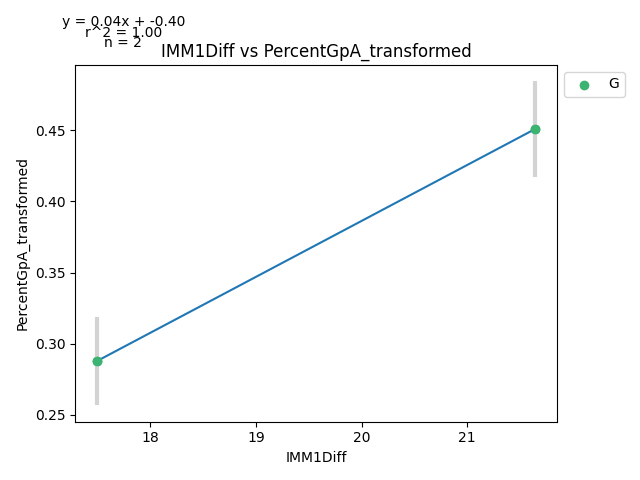 y = 0.04x + -0.40
r^2 = 1.00
n = 2
IMM1Diff vs PercentGpA_transformed
G
PercentGpA_transformed
0.45
0.40
0.35
0.30
0.25
18 19 20 21
IMM1Diff